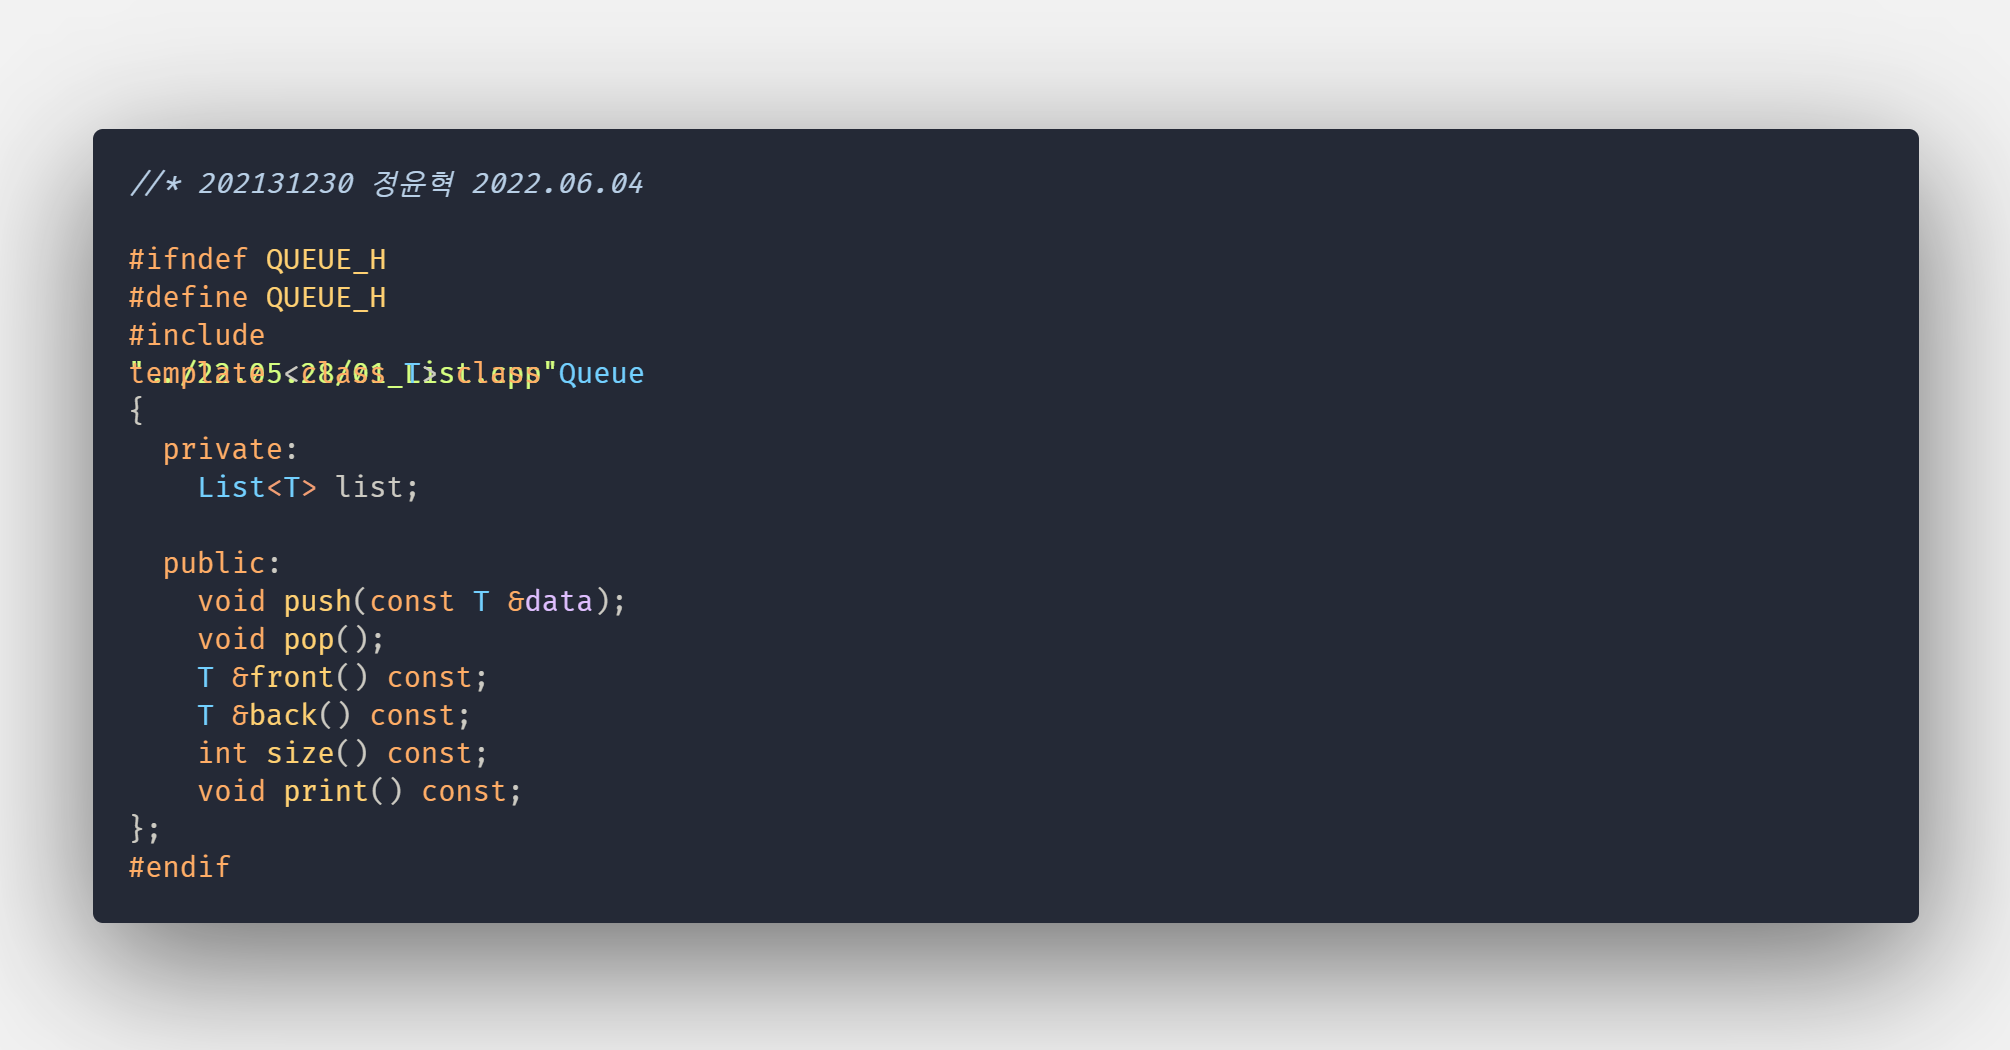 //* 202131230 정윤혁 2022.06.04
#ifndef QUEUE_H
#define QUEUE_H
#include
"../22.05.28/01_List.cpp"
template <class T> class Queue
{
private:
List<T> list;
public:
void push(const T &data);
void pop();
T &front() const;
T &back() const;
int size() const;
void print() const;
};
#endif